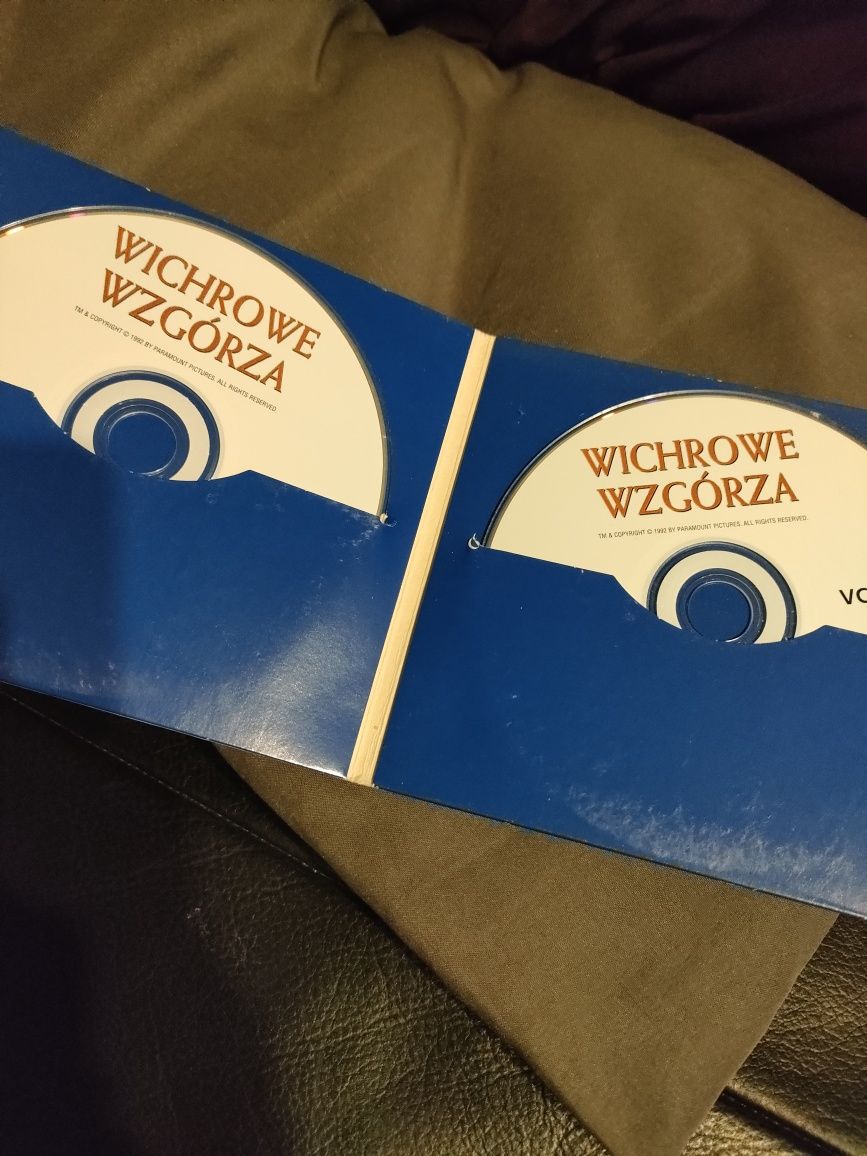 WICHROWE
WZGÓRZA
TM & COPYRIGHT © 1992 BY PARAMOUNT PICTURES. ALL RIGHTS RESERVED.
WICHROWE
WZGÓRZA
TM & COPYRIGHT © 1992 BY PARAMOUNT PICTURES. ALL RIGHTS RESERVED.
VC